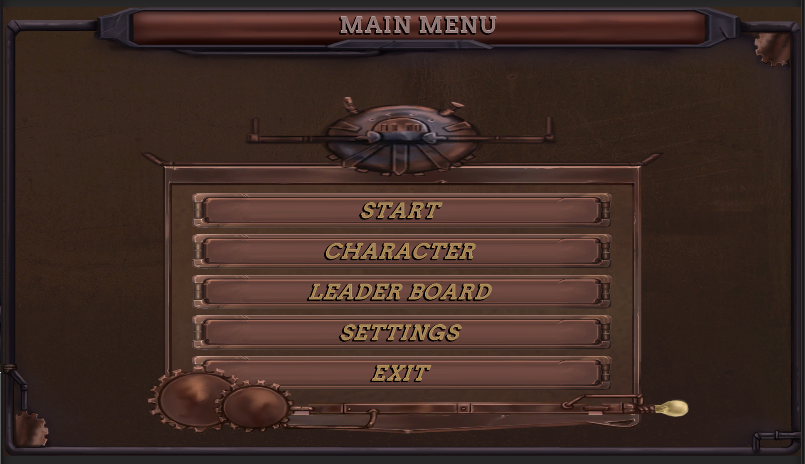 MAIN MENU
START
CHARACTER
LEADER BOARD
SETTINGS
EXIT